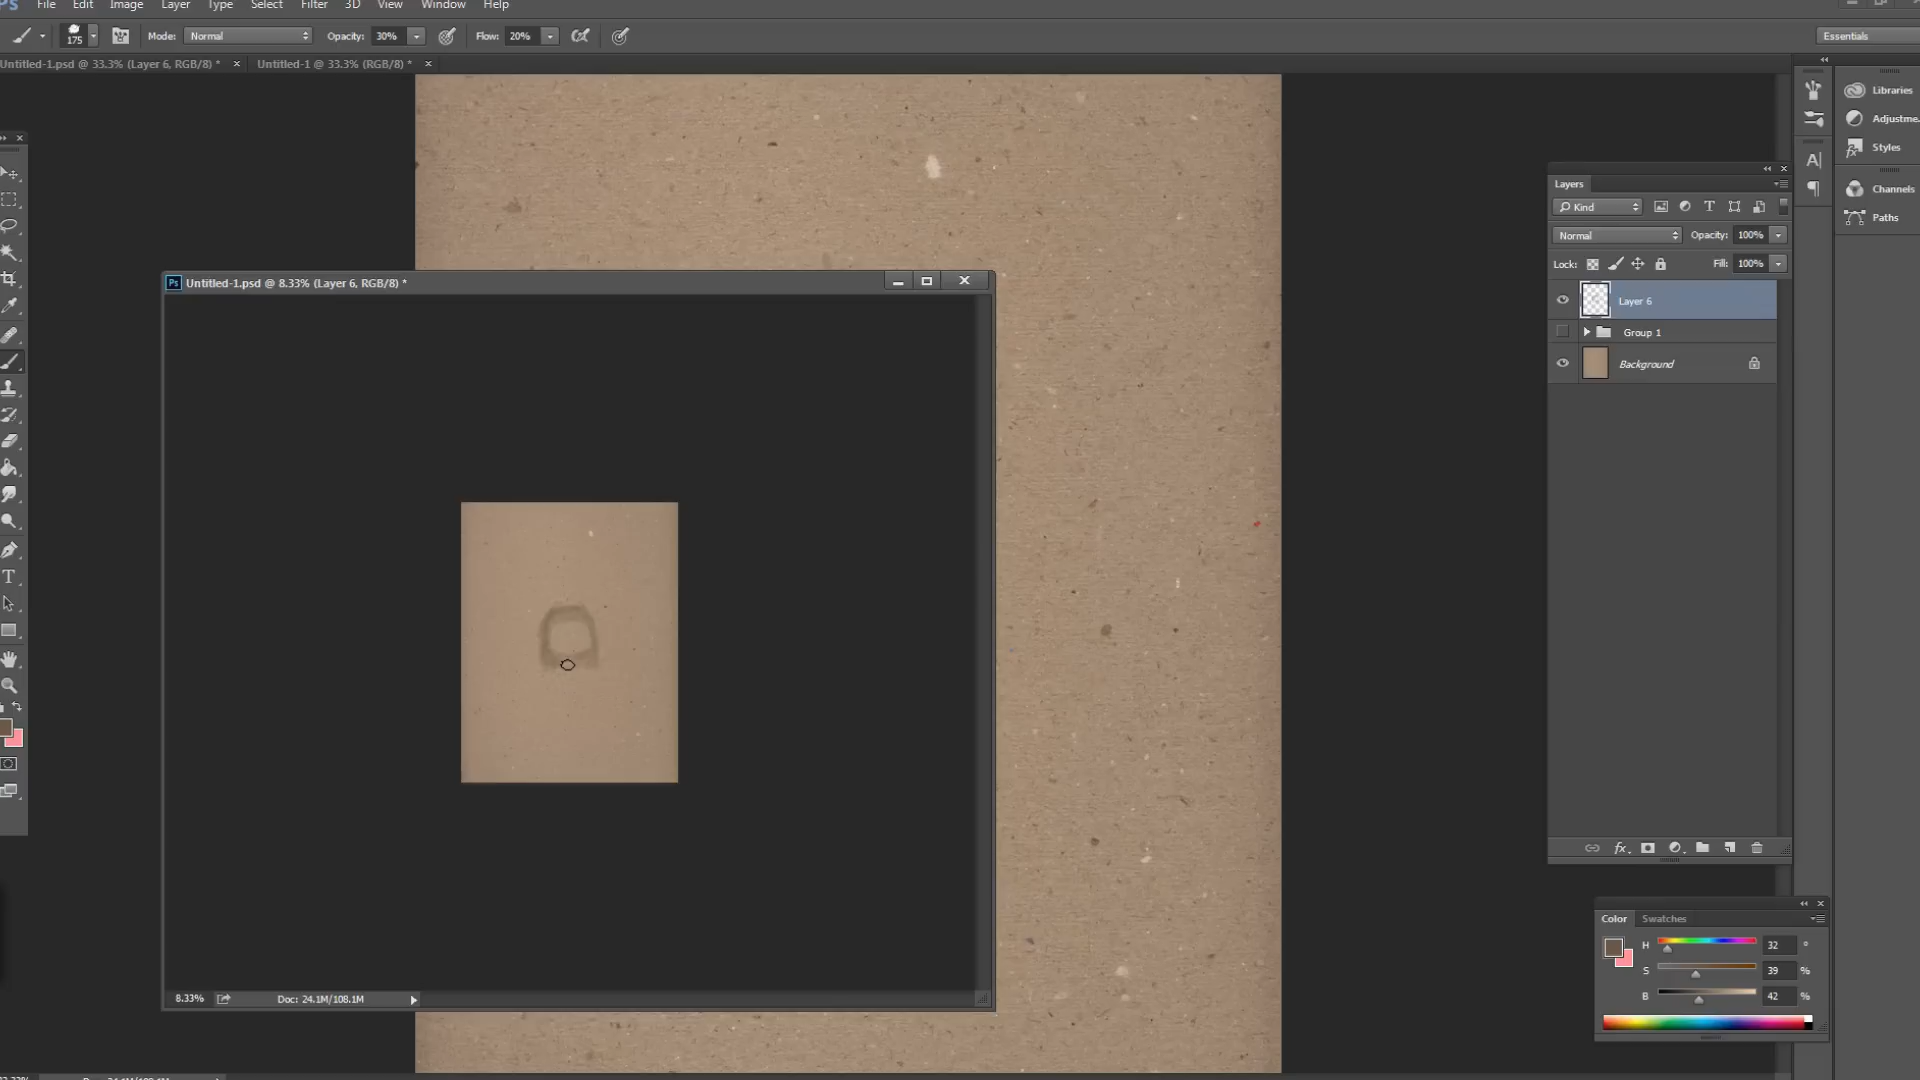 File Edit Image Layer Type Select Filter 3D View Window Help
175 Mode: Normal Opacity: 30% Flow: 20% Essentials
Untitled-1.psd @ 33.3% (Layer 6, RGB/8) * Untitled-1 @ 33.3% (RGB/8) *
Libraries
Adjustme...
Styles
Channels
Paths
Layers
Kind
Normal Opacity: 100%
Lock: Fill: 100%
Layer 6
Group 1
Background
Untitled-1.psd @ 8.33% (Layer 6, RGB/8) *
8.33% Doc: 24.1M/108.1M
Color Swatches
H 32 °
S 39 %
B 42 %